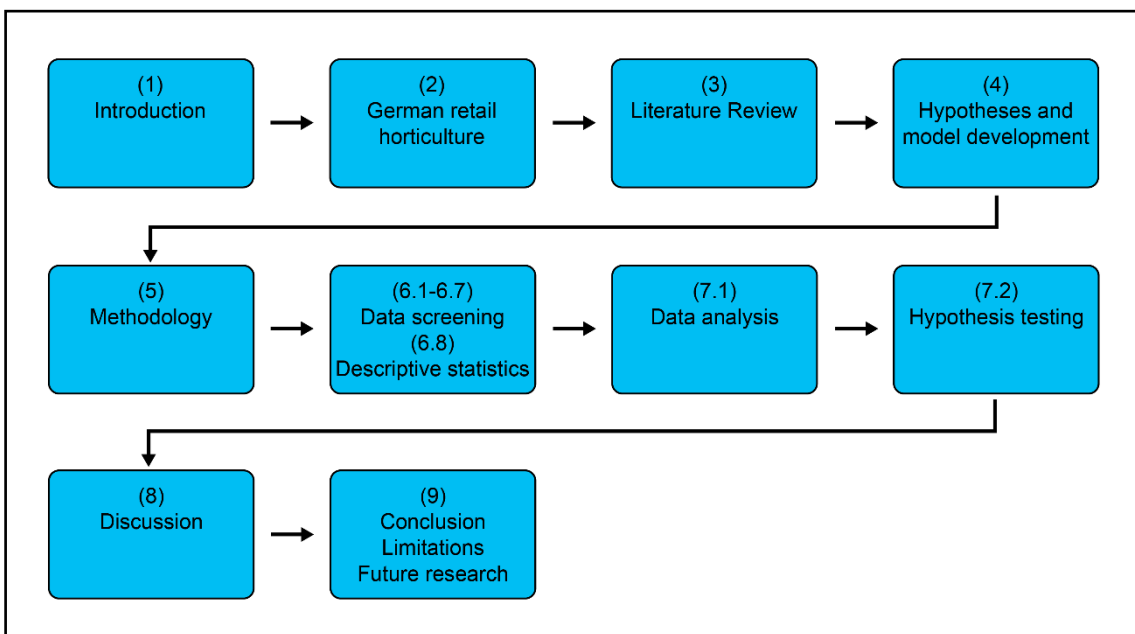 (1)
Introduction
(2)
German retail
horticulture
(3)
Literature Review
(4)
Hypotheses and
model development
(5)
Methodology
(6.1-6.7)
Data screening
(6.8)
Descriptive statistics
(7.1)
Data analysis
(7.2)
Hypothesis testing
(8)
Discussion
(9)
Conclusion
Limitations
Future research